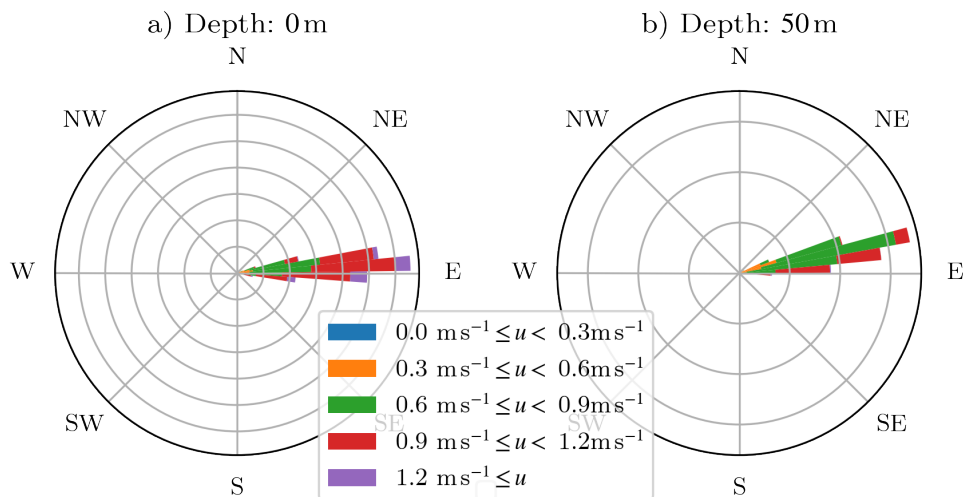 a) Depth: 0 m
b) Depth: 50 m
N
N
NW
NE
NW
NE
W
E
W
E
0.0 m s⁻¹ ≤ u < 0.3m s⁻¹
0.3 m s⁻¹ ≤ u < 0.6m s⁻¹
0.6 m s⁻¹ ≤ u < 0.9m s⁻¹
SW
SE
SW
SE
0.9 m s⁻¹ ≤ u < 1.2m s⁻¹
1.2 m s⁻¹ ≤ u
S
S